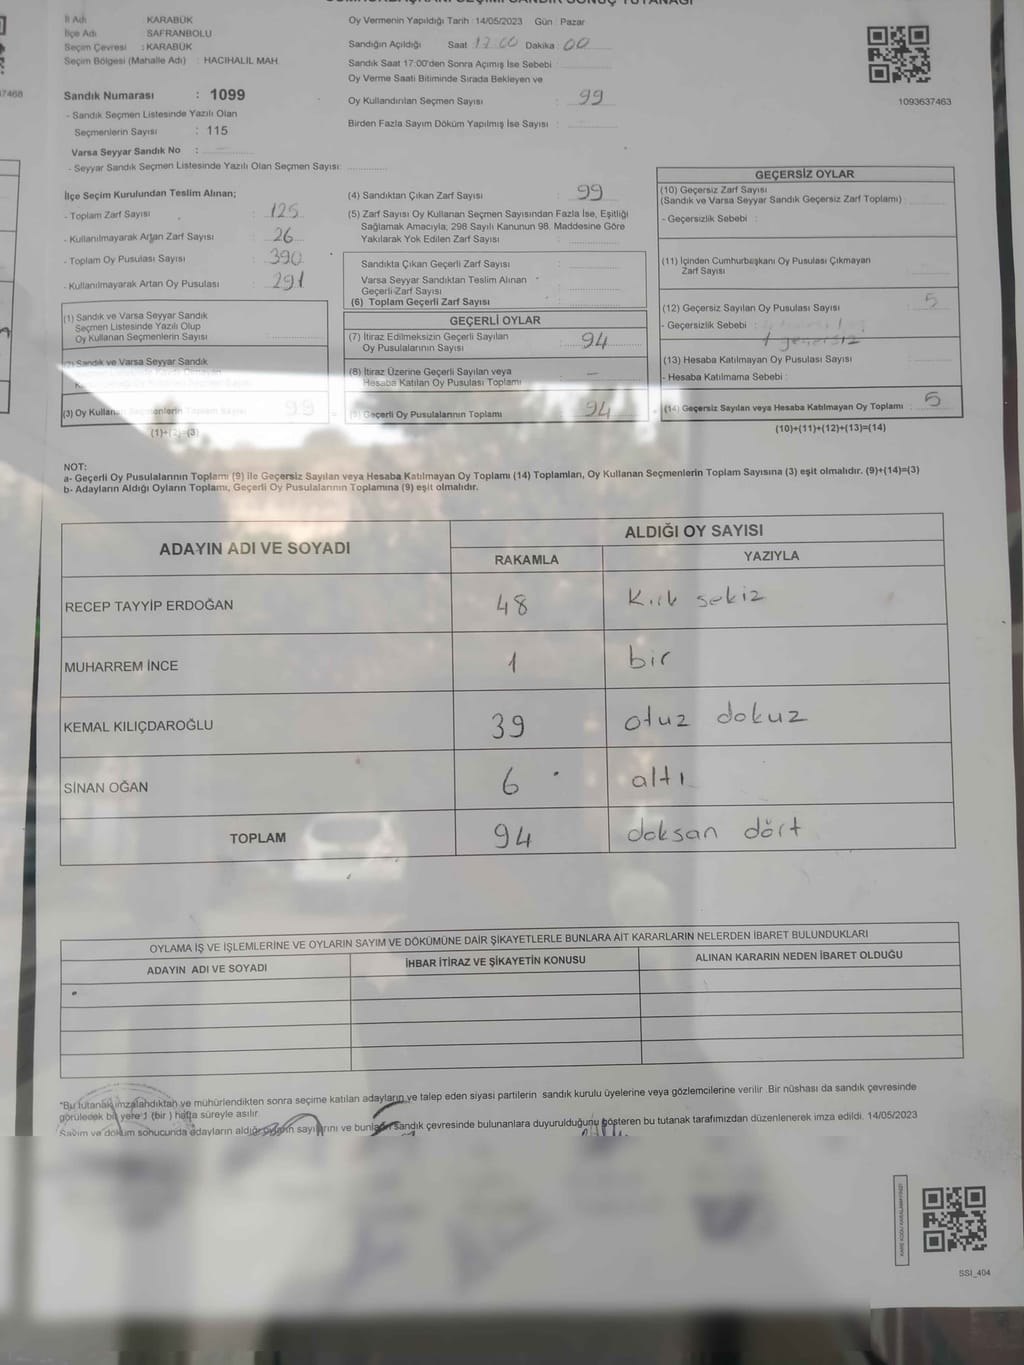 İl Adı KARABÜK
İlçe Adı SAFRANBOLU
Seçim Çevresi : KARABÜK
Seçim Bölgesi (Mahalle Adı) : HACIHALİL MAH.
Sandık Numarası : 1099
- Sandık Seçmen Listesinde Yazılı Olan
Seçmenlerin Sayısı : 115
Varsa Seyyar Sandık No :
- Seyyar Sandık Seçmen Listesinde Yazılı Olan Seçmen Sayısı:
Oy Vermenin Yapıldığı Tarih : 14/05/2023 Gün : Pazar
Sandığın Açıldığı Saat 17 00 Dakika : 00
Sandık Saat 17:00'den Sonra Açılmış İse Sebebi :
Oy Verme Saati Bitiminde Sırada Bekleyen ve
Oy Kullandırılan Seçmen Sayısı : 99
Birden Fazla Sayım Döküm Yapılmış İse Sayısı :
1093637463
İlçe Seçim Kurulundan Teslim Alınan;
- Toplam Zarf Sayısı : 125
- Kullanılmayarak Artan Zarf Sayısı : 26
- Toplam Oy Pusulası Sayısı : 390
- Kullanılmayarak Artan Oy Pusulası : 291
(1) Sandık ve Varsa Seyyar Sandık
Seçmen Listesinde Yazılı Olup
Oy Kullanan Seçmenlerin Sayısı
Sandık ve Varsa Seyyar Sandık
(3) Oy Kullanan Seçmenlerin Toplam Sayısı 99
(1)+(2)=(3)
(4) Sandıktan Çıkan Zarf Sayısı : 99
(5) Zarf Sayısı Oy Kullanan Seçmen Sayısından Fazla İse, Eşitliği
Sağlamak Amacıyla, 298 Sayılı Kanunun 98. Maddesine Göre
Yakılarak Yok Edilen Zarf Sayısı :
Sandıkta Çıkan Geçerli Zarf Sayısı :
Varsa Seyyar Sandıktan Teslim Alınan
Geçerli Zarf Sayısı :
(6) Toplam Geçerli Zarf Sayısı :
GEÇERLİ OYLAR
(7) İtiraz Edilmeksizin Geçerli Sayılan
Oy Pusulalarının Sayısı : 94
(8) İtiraz Üzerine Geçerli Sayılan veya
Hesaba Katılan Oy Pusulası Toplamı : –
(9) Geçerli Oy Pusulalarının Toplamı : 94
GEÇERSİZ OYLAR
(10) Geçersiz Zarf Sayısı
(Sandık ve Varsa Seyyar Sandık Geçersiz Zarf Toplamı) :
- Geçersizlik Sebebi :
(11) İçinden Cumhurbaşkanı Oy Pusulası Çıkmayan
Zarf Sayısı :
(12) Geçersiz Sayılan Oy Pusulası Sayısı : 5
- Geçersizlik Sebebi :
(13) Hesaba Katılmayan Oy Pusulası Sayısı :
- Hesaba Katılmama Sebebi :
(14) Geçersiz Sayılan veya Hesaba Katılmayan Oy Toplamı : 5
(10)+(11)+(12)+(13)=(14)
NOT:
a- Geçerli Oy Pusulalarının Toplamı (9) ile Geçersiz Sayılan veya Hesaba Katılmayan Oy Toplamı (14) Toplamları, Oy Kullanan Seçmenlerin Toplam Sayısına (3) eşit olmalıdır. (9)+(14)=(3)
b- Adayların Aldığı Oyların Toplamı, Geçerli Oy Pusulalarının Toplamına (9) eşit olmalıdır.
ADAYIN ADI VE SOYADI ALDIĞI OY SAYISI
RAKAMLA YAZIYLA
RECEP TAYYİP ERDOĞAN 48 Kırk sekiz
MUHARREM İNCE 1 bir
KEMAL KILIÇDAROĞLU 39 otuz dokuz
SİNAN OĞAN 6 altı
TOPLAM 94 doksan dört
OYLAMA İŞ VE İŞLEMLERİNE VE OYLARIN SAYIM VE DÖKÜMÜNE DAİR ŞİKAYETLERLE BUNLARA AİT KARARLARIN NELERDEN İBARET BULUNDUKLARI
ADAYIN ADI VE SOYADI İHBAR İTİRAZ VE ŞİKAYETİN KONUSU ALINAN KARARIN NEDEN İBARET OLDUĞU
*Bu tutanak imzalandıktan ve mühürlendikten sonra seçime katılan adayların ve talep eden siyasi partilerin sandık kurulu üyelerine veya gözlemcilerine verilir. Bir nüshası da sandık çevresinde
görülecek bir yere 1 (bir) hafta süreyle asılır.
Sayım ve döküm sonucunda adayların aldığı oyların sayılarını ve bunların sandık çevresinde bulunanlara duyurulduğunu gösteren bu tutanak tarafımızdan düzenlenerek imza edildi. 14/05/2023
SSİ_404